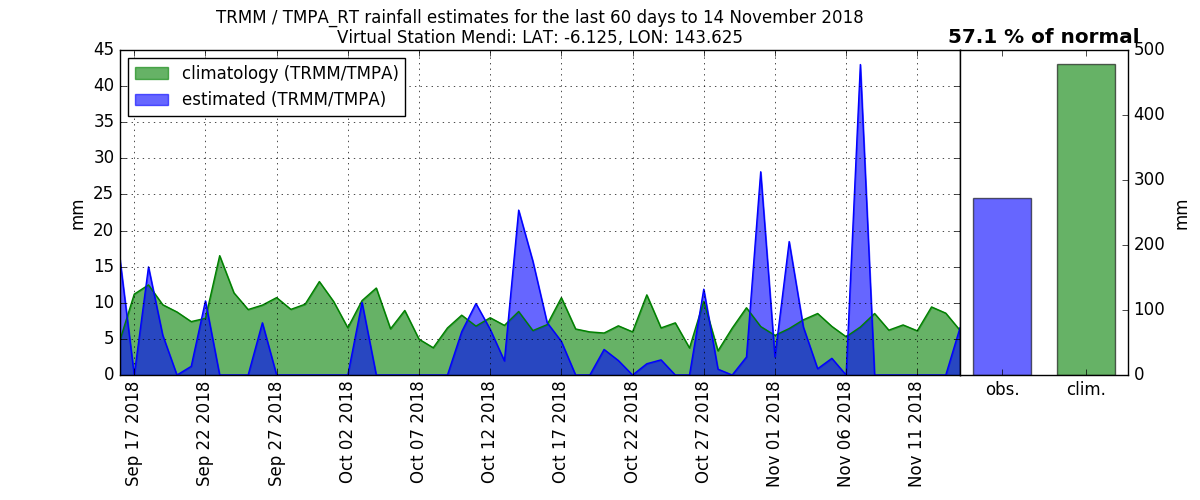 TRMM / TMPA_RT rainfall estimates for the last 60 days to 14 November 2018
Virtual Station Mendi: LAT: -6.125, LON: 143.625
57.1 % of normal
climatology (TRMM/TMPA)
estimated (TRMM/TMPA)
mm
45
40
35
30
25
20
15
10
5
0
Sep 17 2018
Sep 22 2018
Sep 27 2018
Oct 02 2018
Oct 07 2018
Oct 12 2018
Oct 17 2018
Oct 22 2018
Oct 27 2018
Nov 01 2018
Nov 06 2018
Nov 11 2018
obs.
clim.
500
400
300
200
100
0
mm